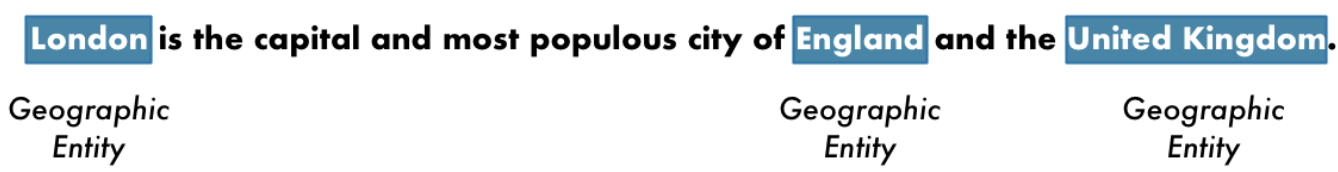 London is the capital and most populous city of England and the United Kingdom.
Geographic Geographic Geographic
Entity Entity Entity